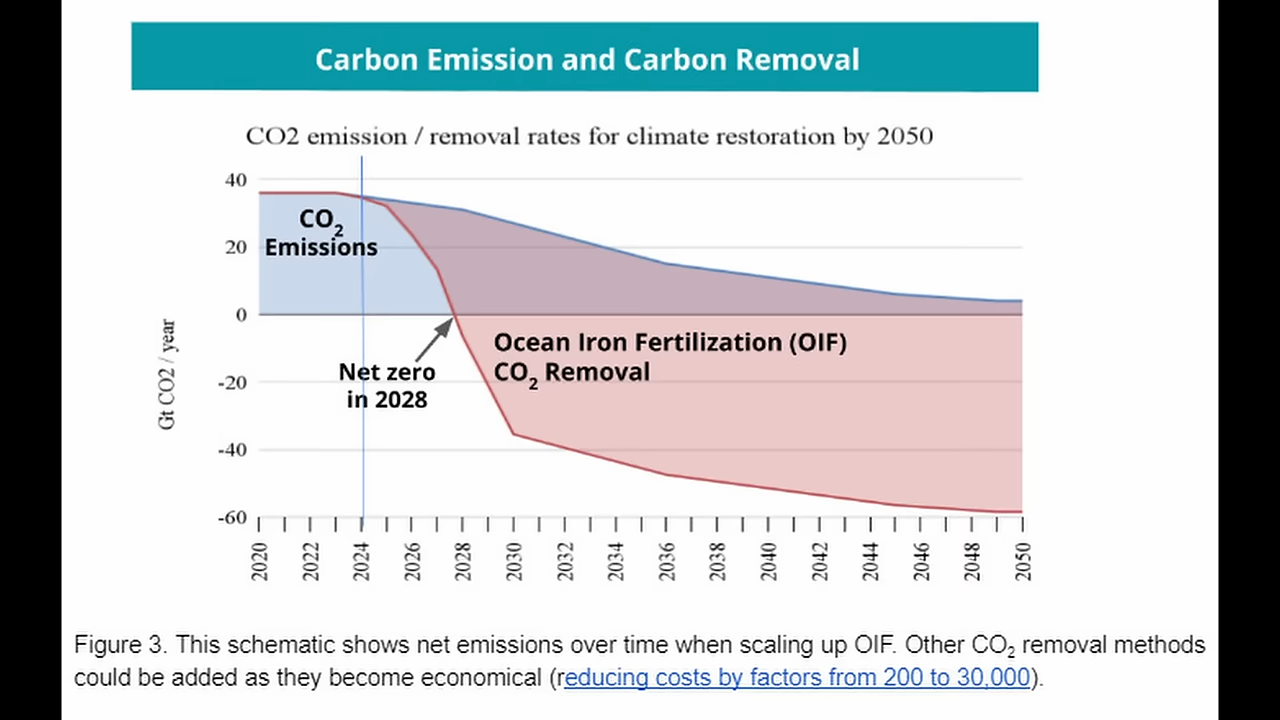 Carbon Emission and Carbon Removal
CO2 emission / removal rates for climate restoration by 2050
40
20
0
-20
-40
-60
Gt CO2 / year
CO₂
Emissions
Net zero
in 2028
Ocean Iron Fertilization (OIF)
CO₂ Removal
2020
2022
2024
2026
2028
2030
2032
2034
2036
2038
2040
2042
2044
2046
2048
2050
Figure 3. This schematic shows net emissions over time when scaling up OIF. Other CO₂ removal methods
could be added as they become economical (reducing costs by factors from 200 to 30,000).